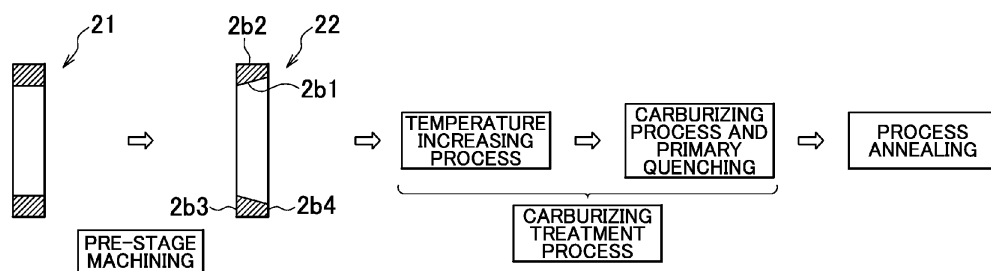 21
2b2
22
2b1
2b3
2b4
PRE-STAGE
MACHINING
TEMPERATURE
INCREASING
PROCESS
CARBURIZING
PROCESS AND
PRIMARY
QUENCHING
PROCESS
ANNEALING
CARBURIZING
TREATMENT
PROCESS